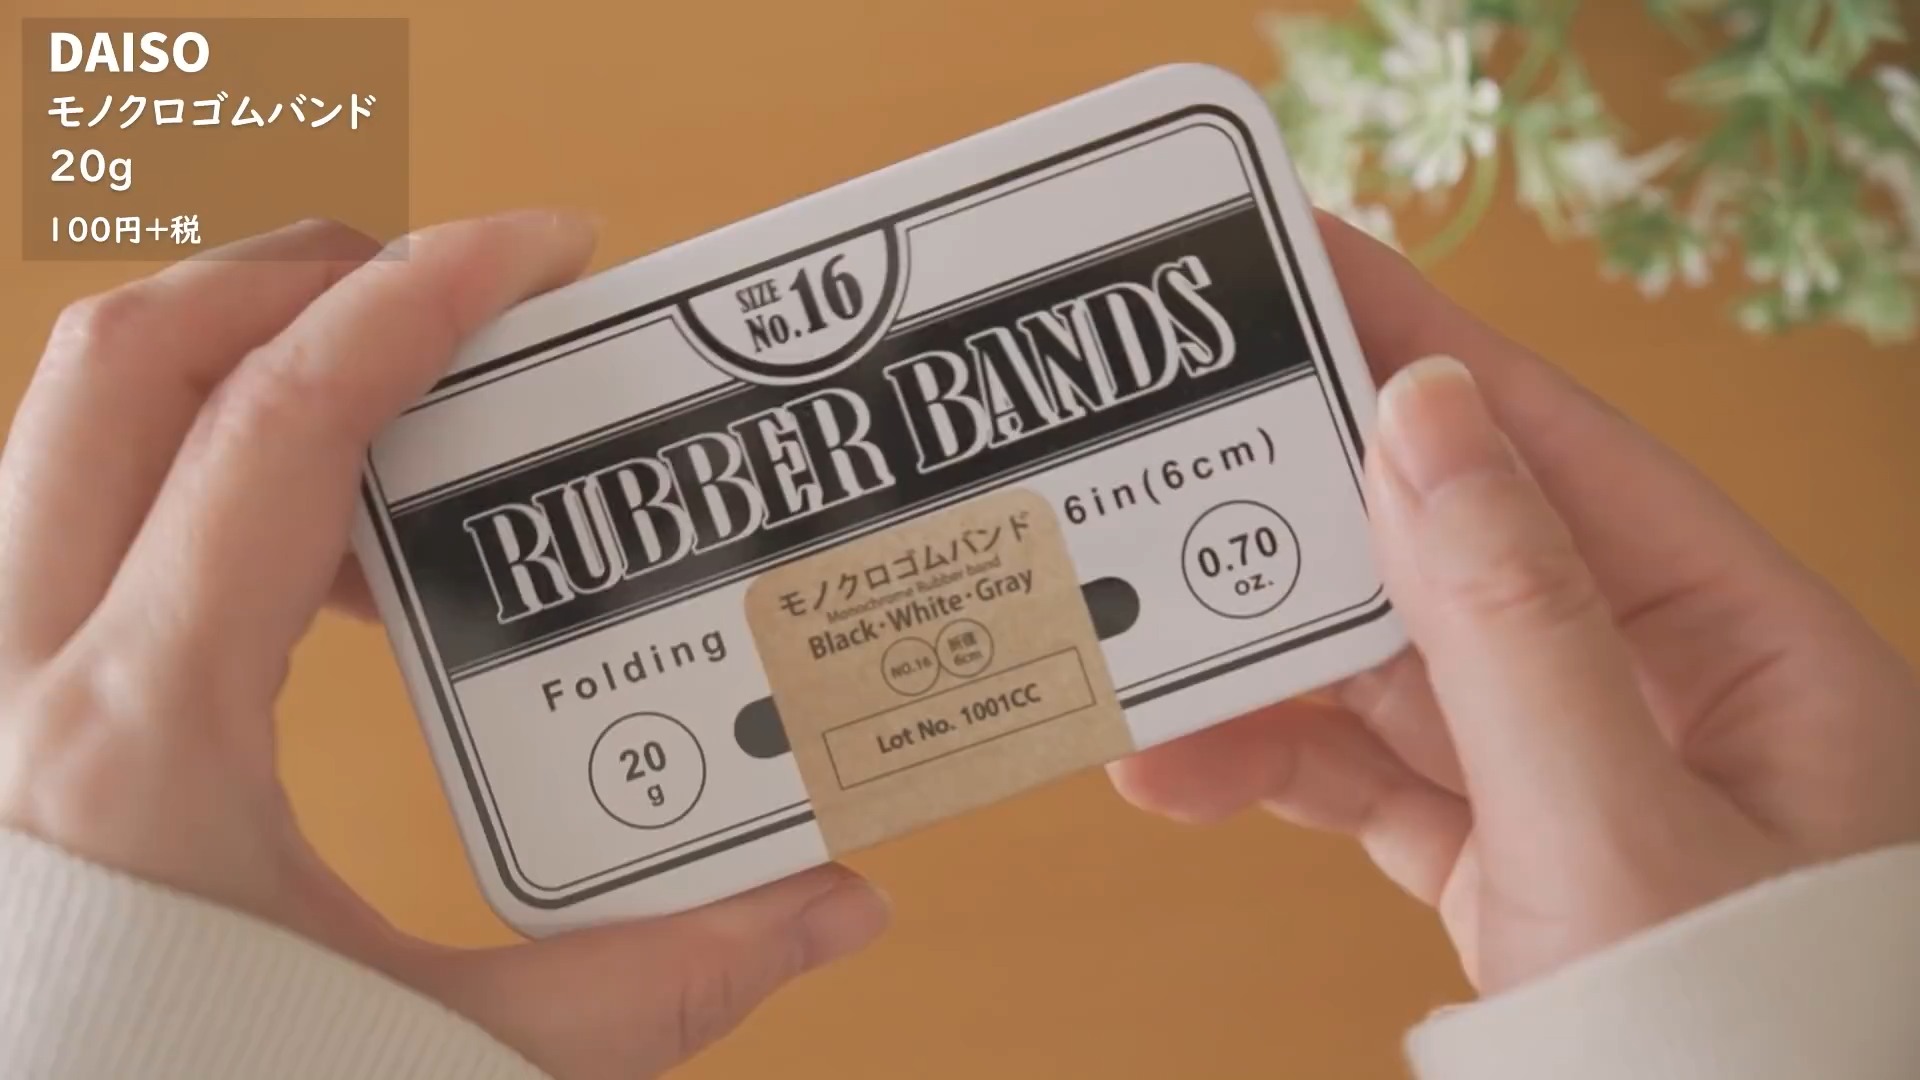 DAISO
モノクロゴムバンド
20g
100円+税
SIZE
No.16
RUBBER BANDS
Folding
6in(6cm)
20
g
0.70
oz.
モノクロゴムバンド
Monochrome Rubber band
Black・White・Gray
NO.16
折径
6cm
Lot No. 1001CC